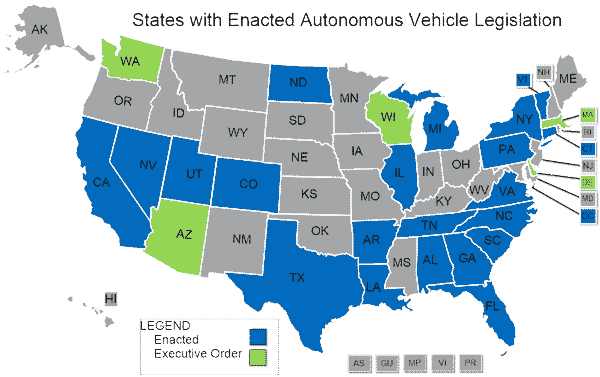 States with Enacted Autonomous Vehicle Legislation
AK
WA
MT
ND
MN
VT
NH
ME
OR
ID
WY
SD
WI
MI
NY
MA
RI
CT
NJ
DE
MD
DC
NV
UT
CO
NE
IA
IL
IN
OH
PA
WV
VA
CA
KS
MO
KY
NC
AZ
NM
OK
AR
TN
SC
TX
LA
MS
AL
GA
FL
HI
LEGEND
Enacted
Executive Order
AS GU MP VI PR